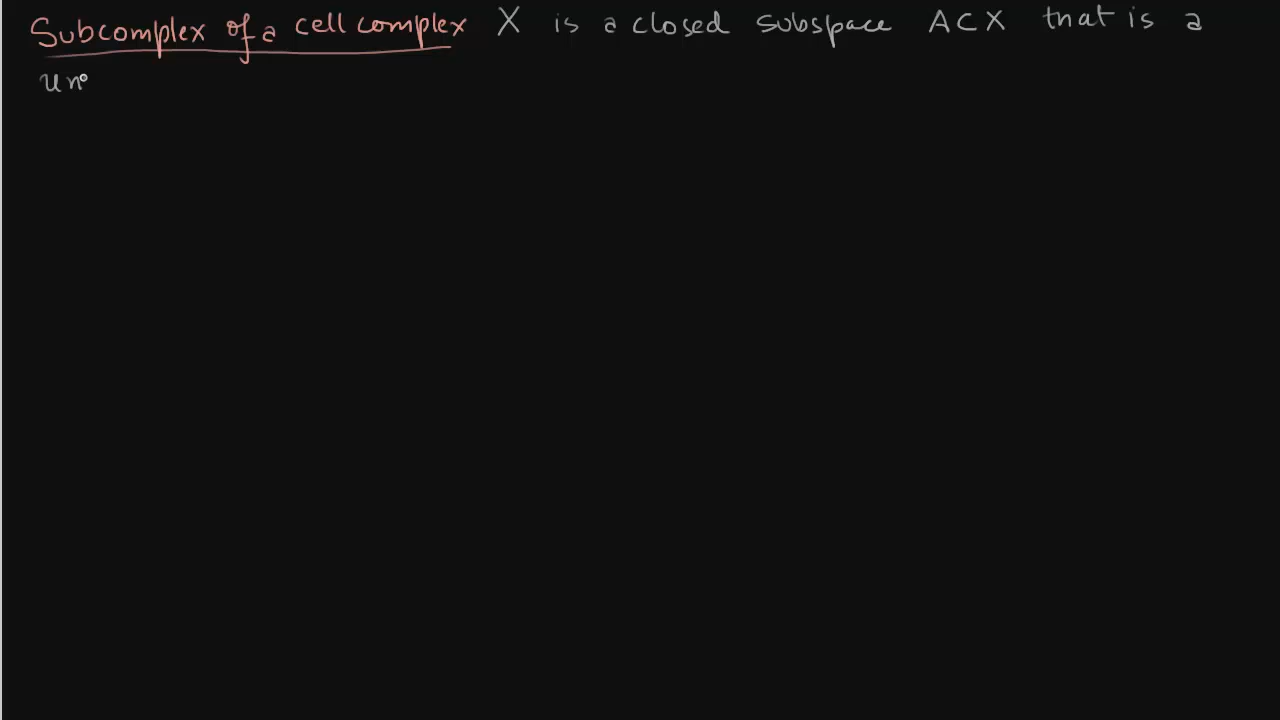 Subcomplex of a cell complex X is a closed subspace A⊂X that is a
un